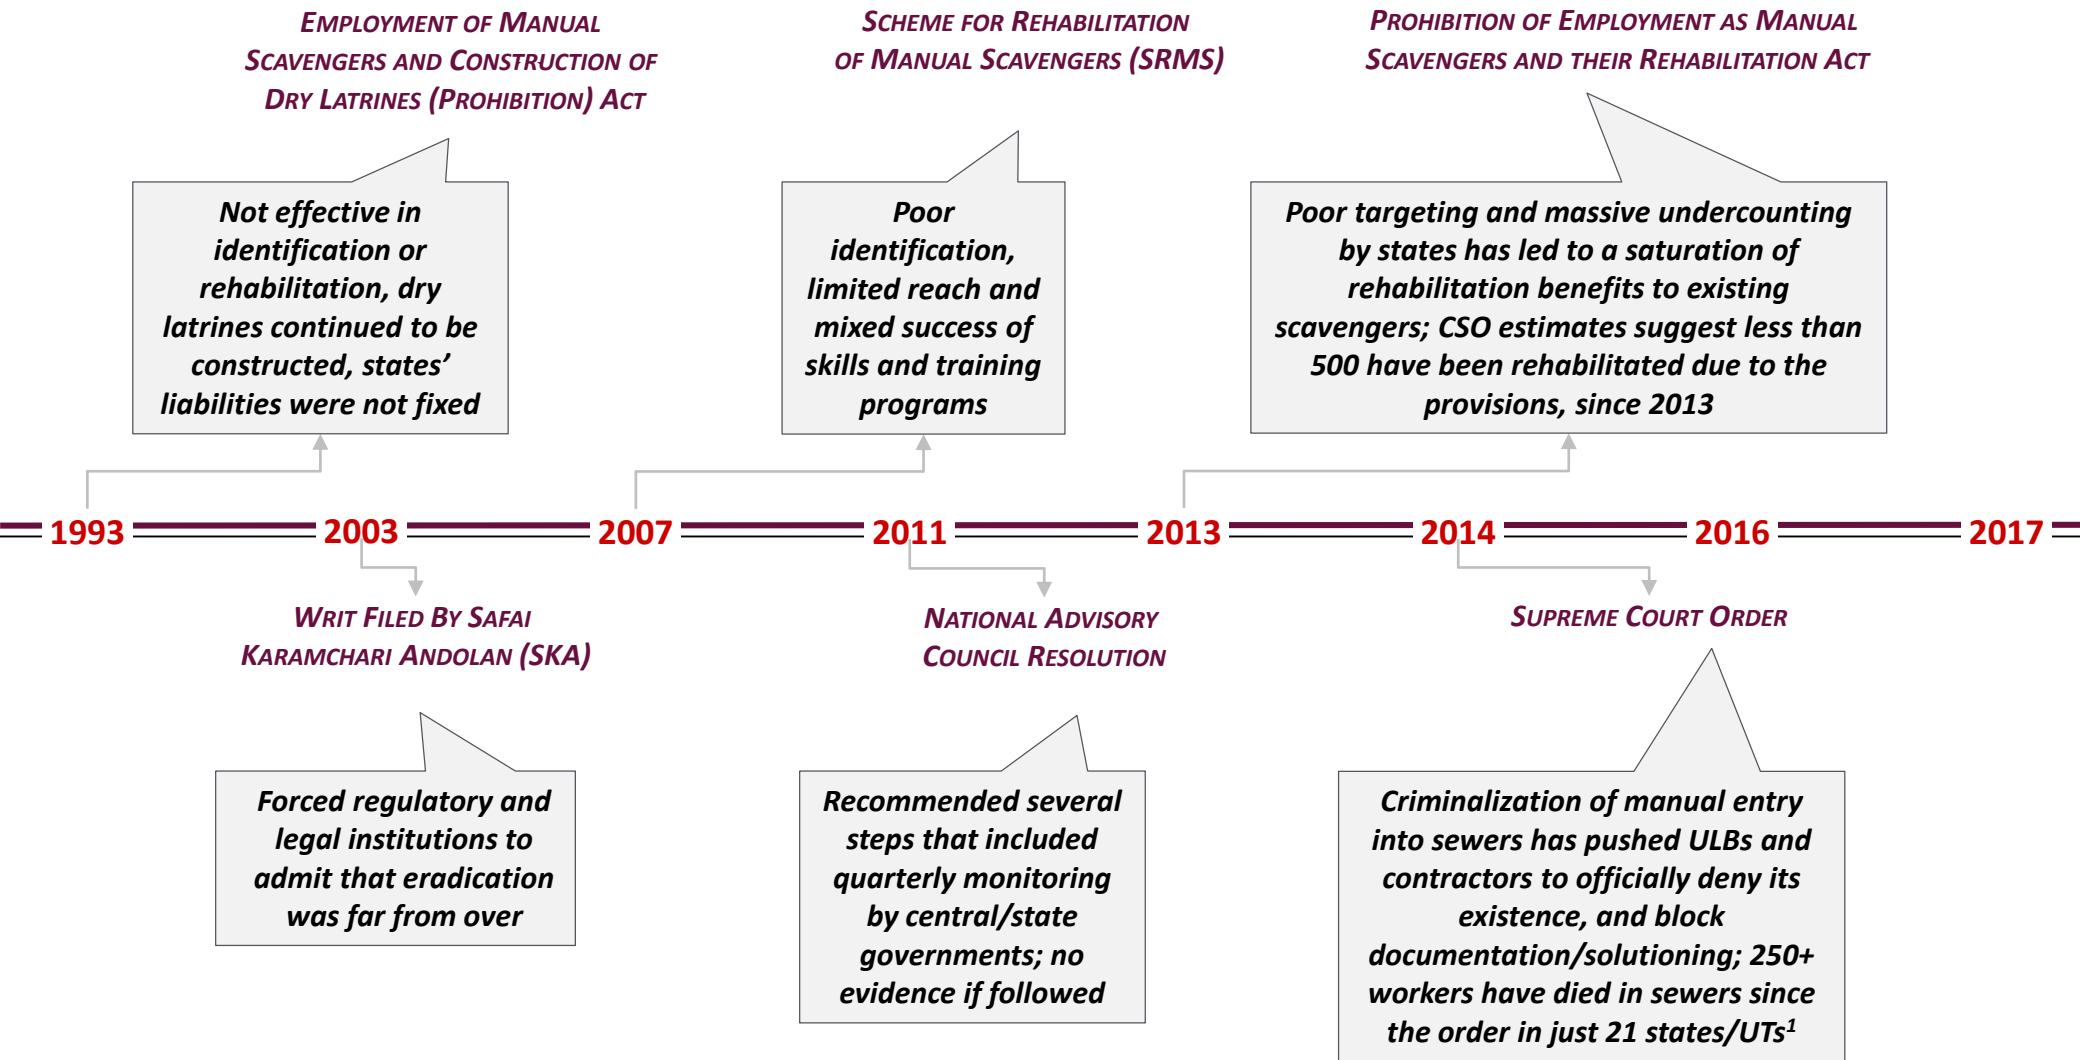 EMPLOYMENT OF MANUAL
SCAVENGERS AND CONSTRUCTION OF
DRY LATRINES (PROHIBITION) ACT
SCHEME FOR REHABILITATION
OF MANUAL SCAVENGERS (SRMS)
PROHIBITION OF EMPLOYMENT AS MANUAL
SCAVENGERS AND THEIR REHABILITATION ACT
Not effective in
identification or
rehabilitation, dry
latrines continued to be
constructed, states’
liabilities were not fixed
Poor
identification,
limited reach and
mixed success of
skills and training
programs
Poor targeting and massive undercounting
by states has led to a saturation of
rehabilitation benefits to existing
scavengers; CSO estimates suggest less than
500 have been rehabilitated due to the
provisions, since 2013
1993 2003 2007 2011 2013 2014 2016 2017
WRIT FILED BY SAFAI
KARAMCHARI ANDOLAN (SKA)
NATIONAL ADVISORY
COUNCIL RESOLUTION
SUPREME COURT ORDER
Forced regulatory and
legal institutions to
admit that eradication
was far from over
Recommended several
steps that included
quarterly monitoring
by central/state
governments; no
evidence if followed
Criminalization of manual entry
into sewers has pushed ULBs and
contractors to officially deny its
existence, and block
documentation/solutioning; 250+
workers have died in sewers since
the order in just 21 states/UTs¹